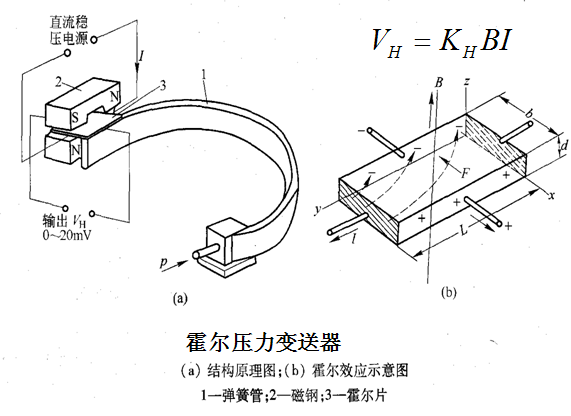 直流稳
压电源
V_H = K_H BI
2
I
3
1
N
S
N
输出 V_H
0～20mV
p
(a)
B
z
b
d
F
y
x
l
L
－
－
－
－
－
+
+
+
+
+
(b)
霍尔压力变送器
(a) 结构原理图;(b) 霍尔效应示意图
1—弹簧管;2—磁钢;3—霍尔片